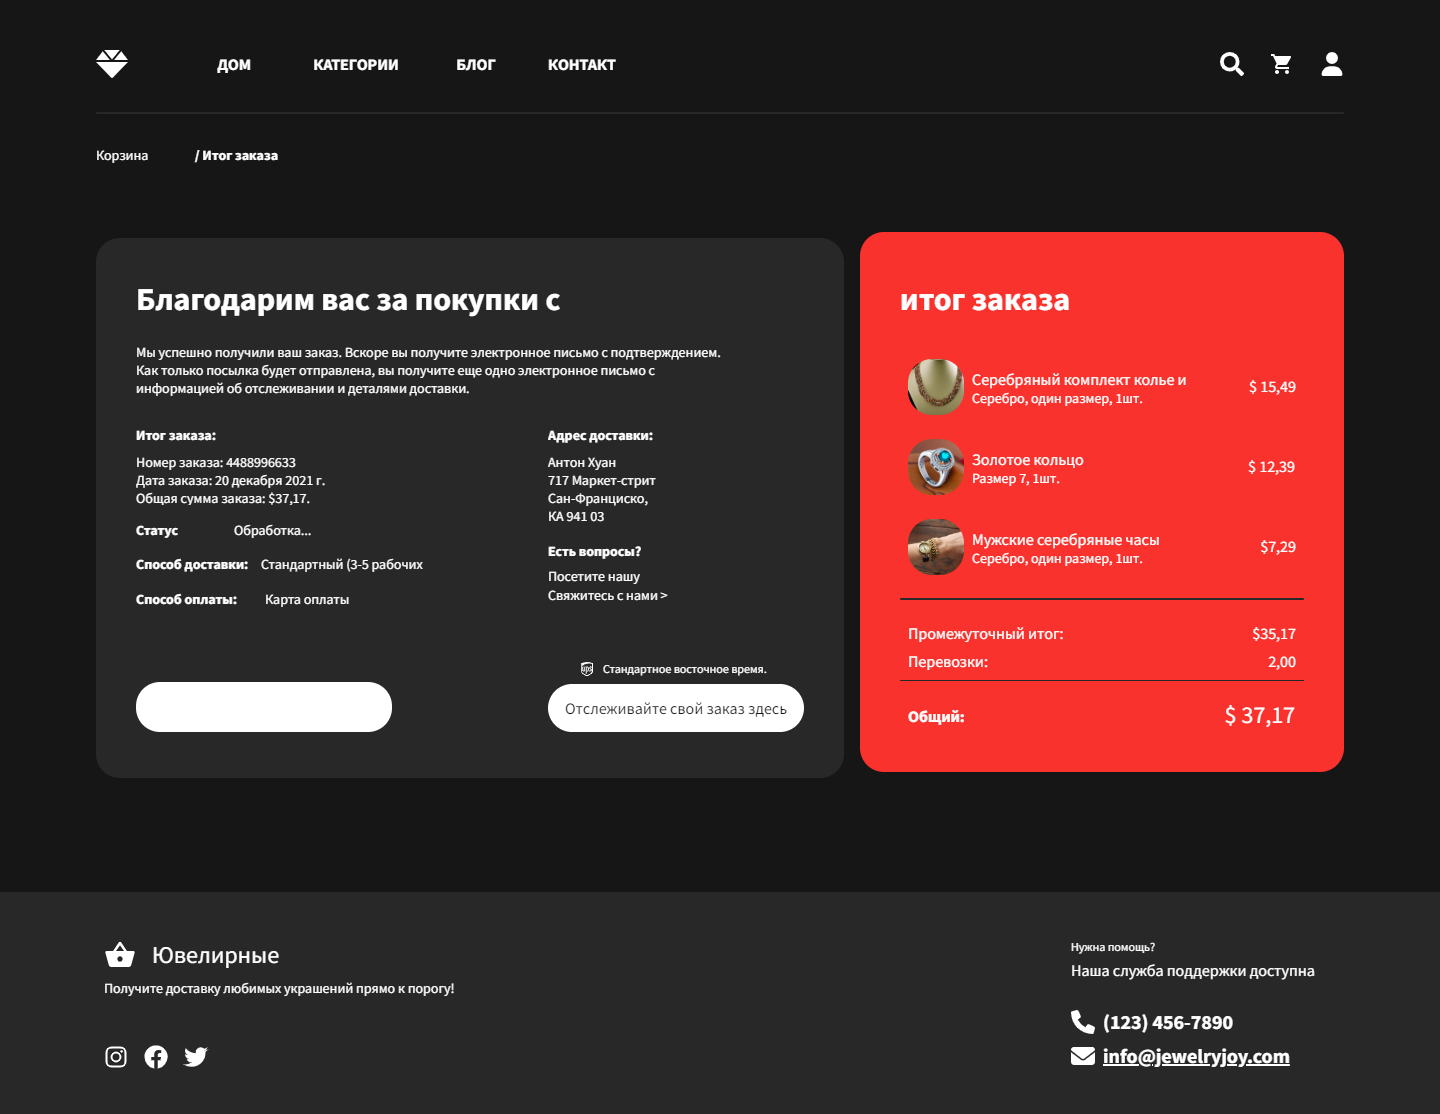 ДОМ
КАТЕГОРИИ
БЛОГ
КОНТАКТ
Корзина
/ Итог заказа
Благодарим вас за покупки с
Мы успешно получили ваш заказ. Вскоре вы получите электронное письмо с подтверждением.
Как только посылка будет отправлена, вы получите еще одно электронное письмо с
информацией об отслеживании и деталями доставки.
Итог заказа:
Номер заказа: 4488996633
Дата заказа: 20 декабря 2021 г.
Общая сумма заказа: $37,17.
Статус
Обработка...
Способ доставки:
Стандартный (3-5 рабочих
Способ оплаты:
Карта оплаты
Адрес доставки:
Антон Хуан
717 Маркет-стрит
Сан-Франциско,
КА 941 03
Есть вопросы?
Посетите нашу
Свяжитесь с нами >
ups
Стандартное восточное время.
Отслеживайте свой заказ здесь
итог заказа
Серебряный комплект колье и
Серебро, один размер, 1шт.
$ 15,49
Золотое кольцо
Размер 7, 1шт.
$ 12,39
Мужские серебряные часы
Серебро, один размер, 1шт.
$7,29
Промежуточный итог:
$35,17
Перевозки:
2,00
Общий:
$ 37,17
Ювелирные
Получите доставку любимых украшений прямо к порогу!
Нужна помощь?
Наша служба поддержки доступна
(123) 456-7890
info@jewelryjoy.com